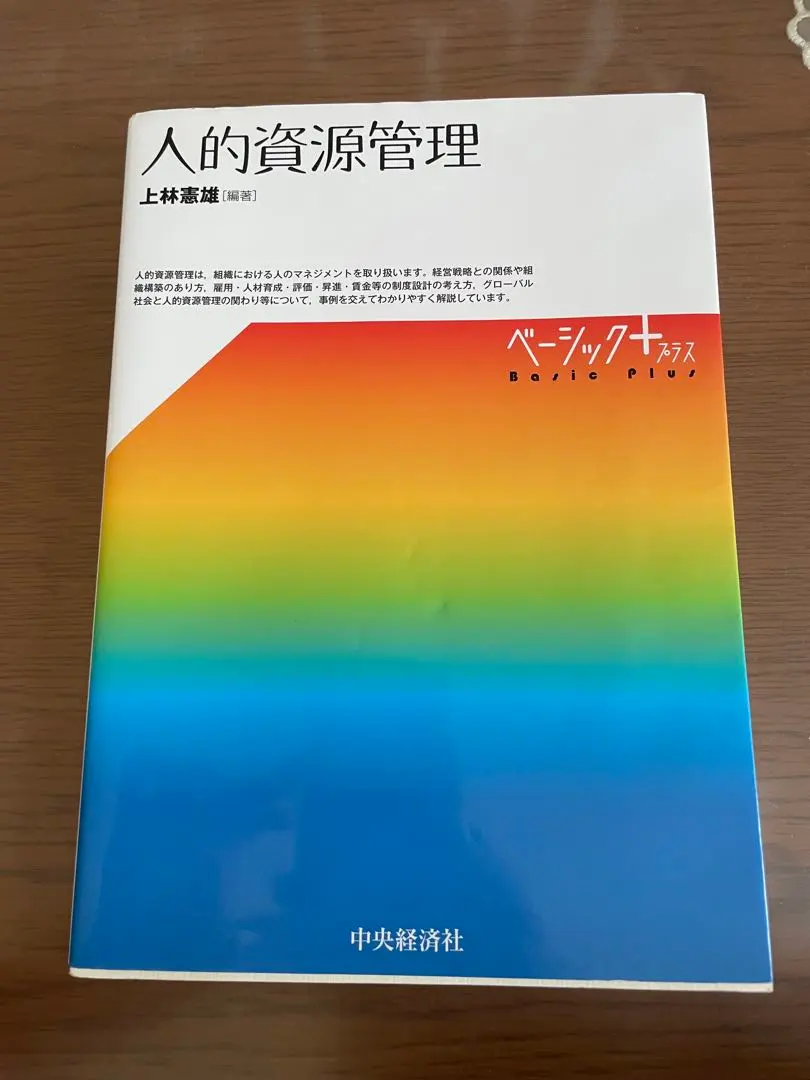 人的資源管理
上林憲雄[編著]
人的資源管理は，組織における人のマネジメントを取り扱います。経営戦略との関係や組
織構築のあり方，雇用・人材育成・評価・昇進・賃金等の制度設計の考え方，グローバル
社会と人的資源管理の関わり等について，事例を交えてわかりやすく解説しています。
ベーシック＋プラス
Basic Plus
中央経済社